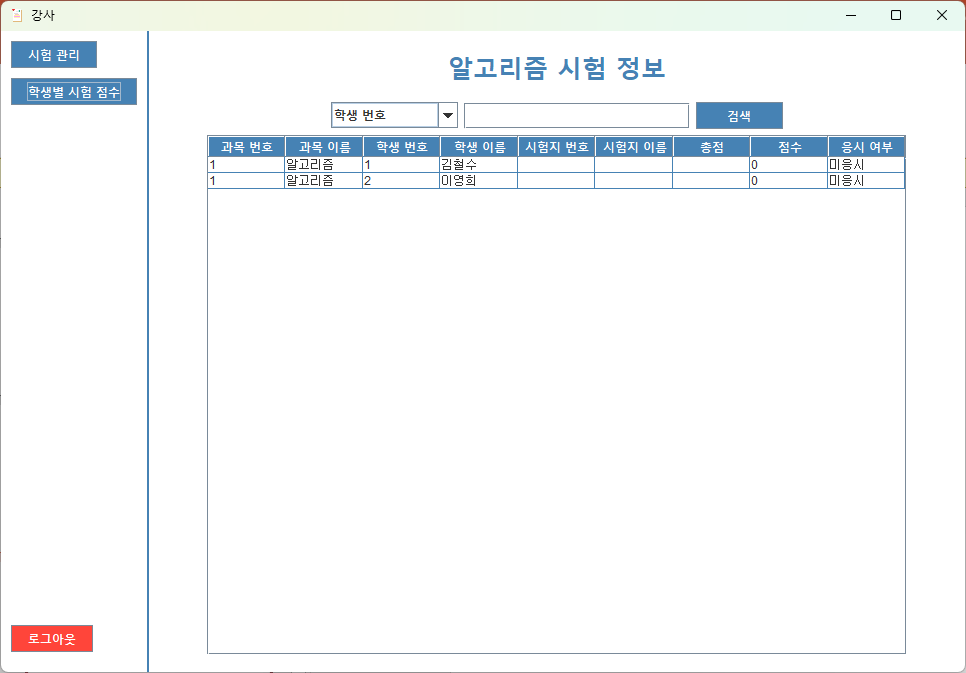 강사
시험 관리
학생별 시험 점수
알고리즘 시험 정보
학생 번호 검색
과목 번호 과목 이름 학생 번호 학생 이름 시험지 번호 시험지 이름 총점 점수 응시 여부
1 알고리즘 1 김철수 0 미응시
1 알고리즘 2 이영희 0 미응시
로그아웃